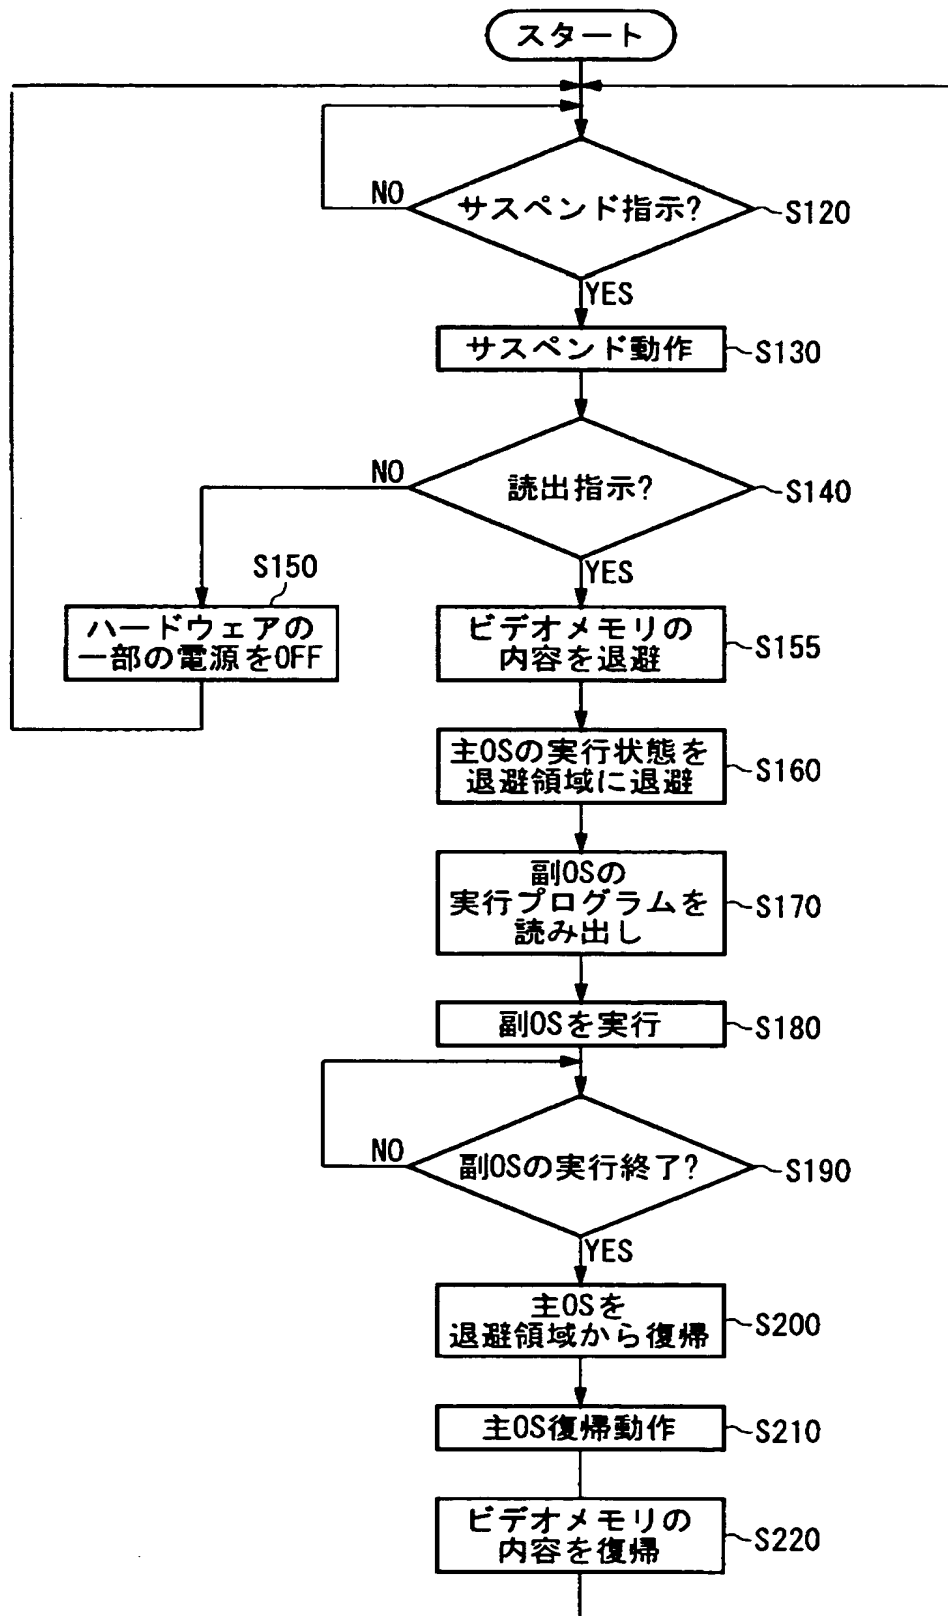 スタート
NO
サスペンド指示?
S120
YES
サスペンド動作
S130
NO
読出指示?
S140
S150
YES
ハードウェアの
一部の電源をOFF
ビデオメモリの
内容を退避
S155
主OSの実行状態を
退避領域に退避
S160
副OSの
実行プログラムを
読み出し
S170
副OSを実行
S180
NO
副OSの実行終了?
S190
YES
主OSを
退避領域から復帰
S200
主OS復帰動作
S210
ビデオメモリの
内容を復帰
S220